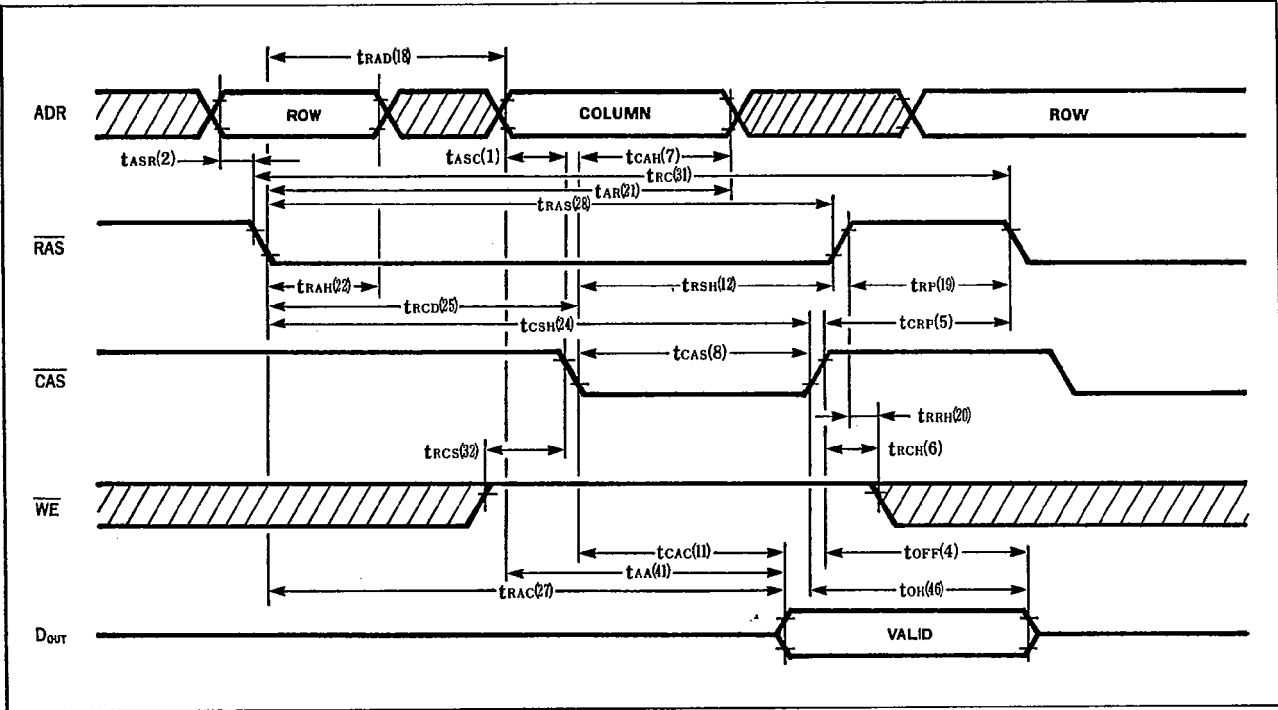 tRAD(18)
ADR
ROW
COLUMN
ROW
tASR(2)
tASC(1)
tCAH(7)
tRC(31)
tAR(21)
tRAS(28)
RAS
tRAH(22)
tRSH(12)
tRP(19)
tRCD(25)
tCSH(24)
tCRP(5)
CAS
tCAS(8)
tRRH(20)
tRCS(32)
tRCH(6)
WE
tCAC(11)
tOFF(4)
tAA(41)
tRAC(27)
tOH(46)
DOUT
VALID